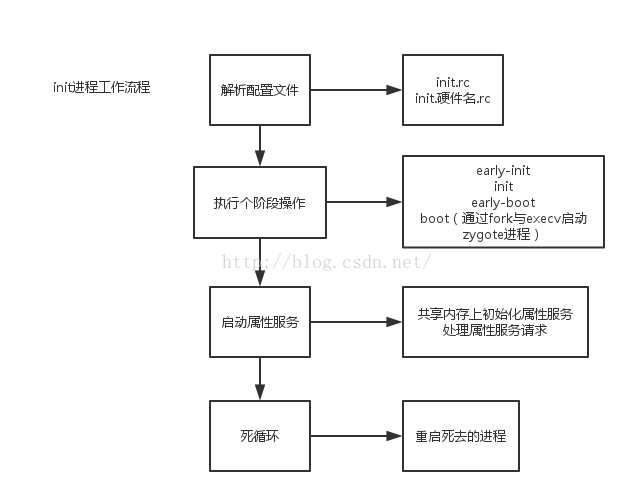 init进程工作流程
解析配置文件
init.rc
init.硬件名.rc
执行个阶段操作
early-init
init
early-boot
boot（通过fork与execv启动
zygote进程）
http://blog.csdn.net/
启动属性服务
共享内存上初始化属性服务
处理属性服务请求
死循环
重启死去的进程